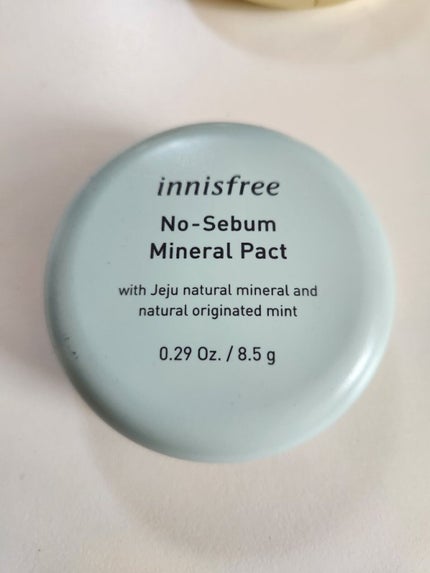 innisfree
No-Sebum
Mineral Pact
with Jeju natural mineral and
natural originated mint
0.29 Oz. / 8.5 g